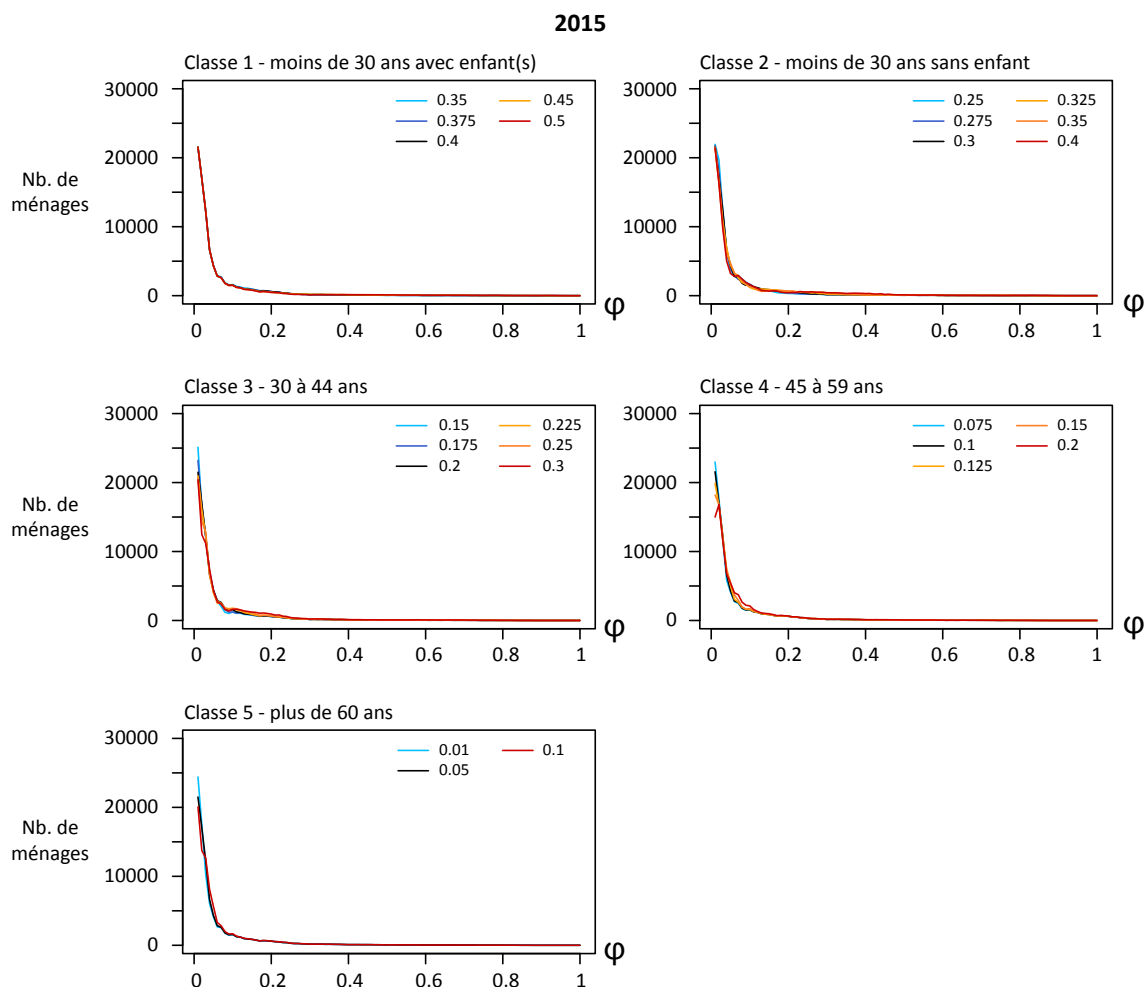 2015
Classe 1 - moins de 30 ans avec enfant(s)
30000
20000
10000
0
Nb. de
ménages
0.35 0.45
0.375 0.5
0.4
0 0.2 0.4 0.6 0.8 1 φ
Classe 2 - moins de 30 ans sans enfant
30000
20000
10000
0
0.25 0.325
0.275 0.35
0.3 0.4
0 0.2 0.4 0.6 0.8 1 φ
Classe 3 - 30 à 44 ans
30000
20000
10000
0
Nb. de
ménages
0.15 0.225
0.175 0.25
0.2 0.3
0 0.2 0.4 0.6 0.8 1 φ
Classe 4 - 45 à 59 ans
30000
20000
10000
0
0.075 0.15
0.1 0.2
0.125
0 0.2 0.4 0.6 0.8 1 φ
Classe 5 - plus de 60 ans
30000
20000
10000
0
Nb. de
ménages
0.01 0.1
0.05
0 0.2 0.4 0.6 0.8 1 φ